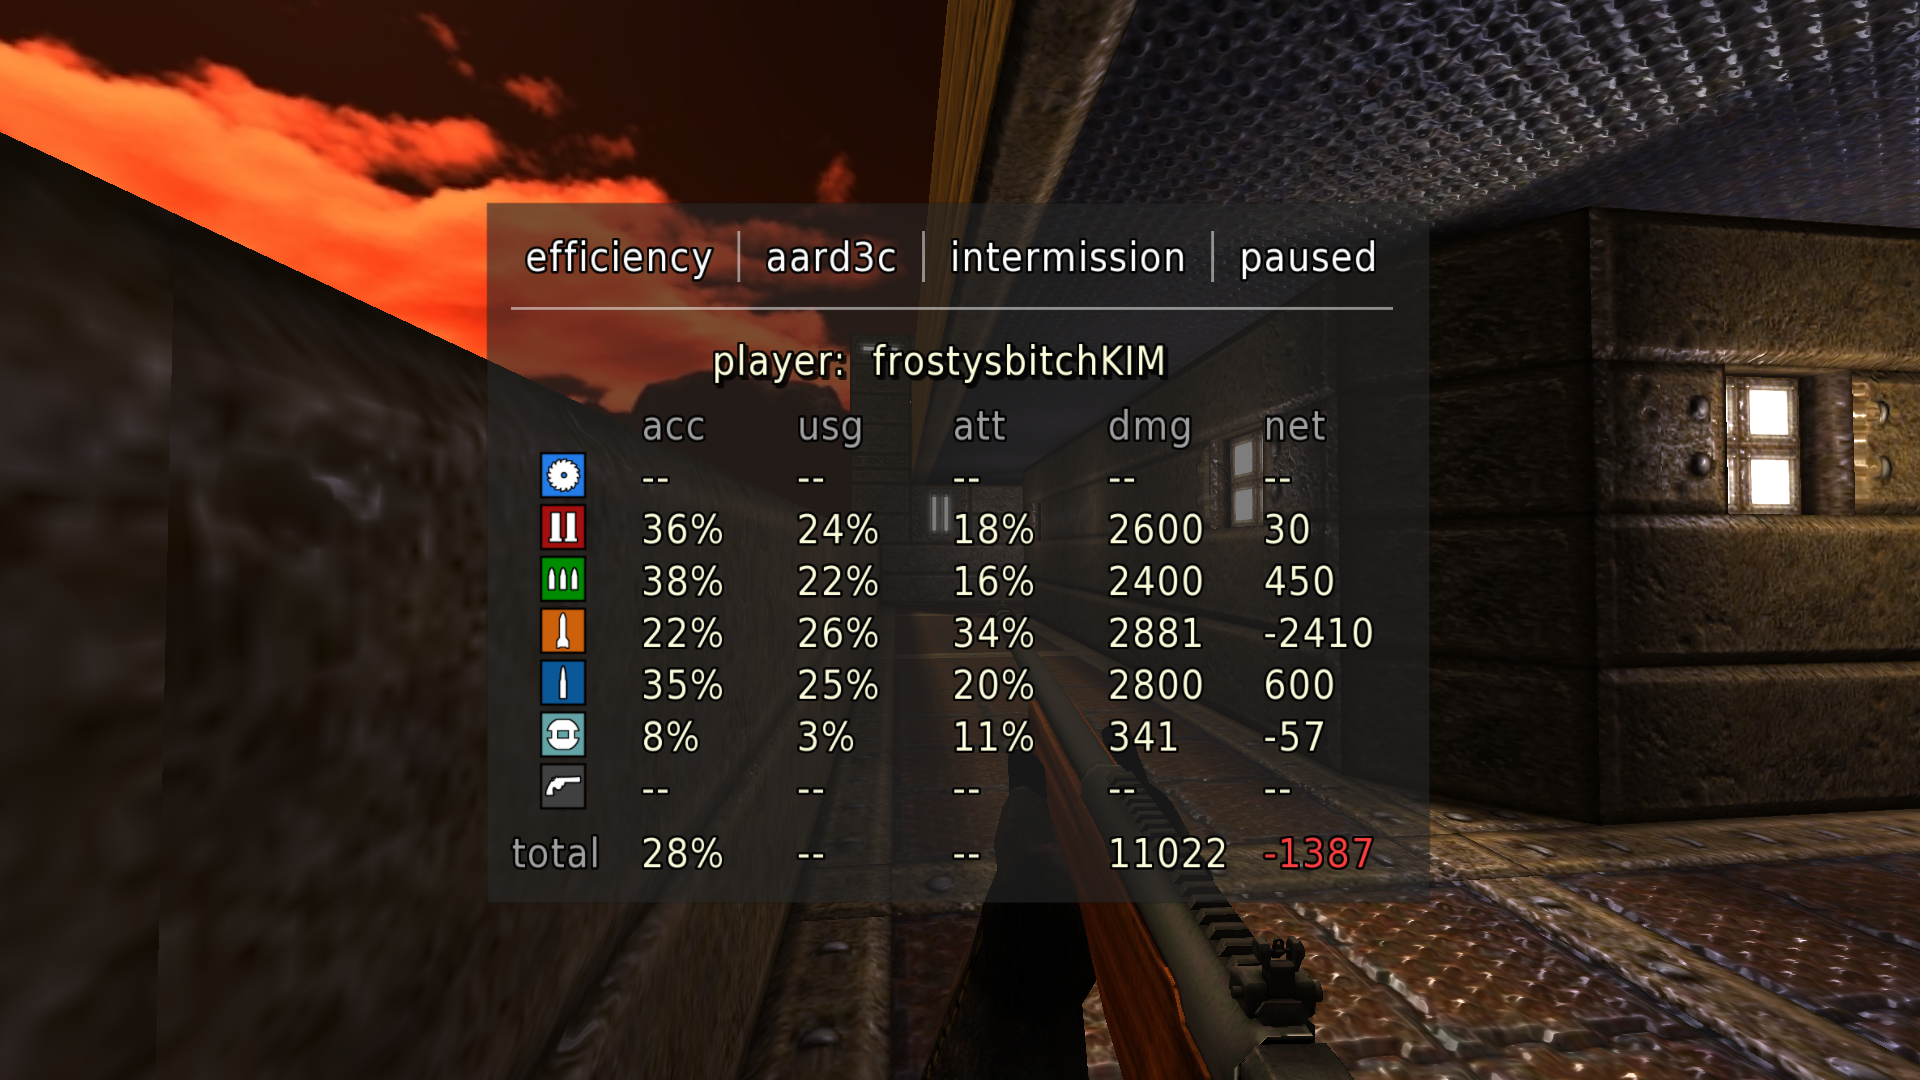 efficiency | aard3c | intermission | paused
player: frostysbitchKIM
acc usg att dmg net
-- -- -- -- --
36% 24% 18% 2600 30
38% 22% 16% 2400 450
22% 26% 34% 2881 -2410
35% 25% 20% 2800 600
8% 3% 11% 341 -57
-- -- -- -- --
total 28% -- -- 11022 -1387